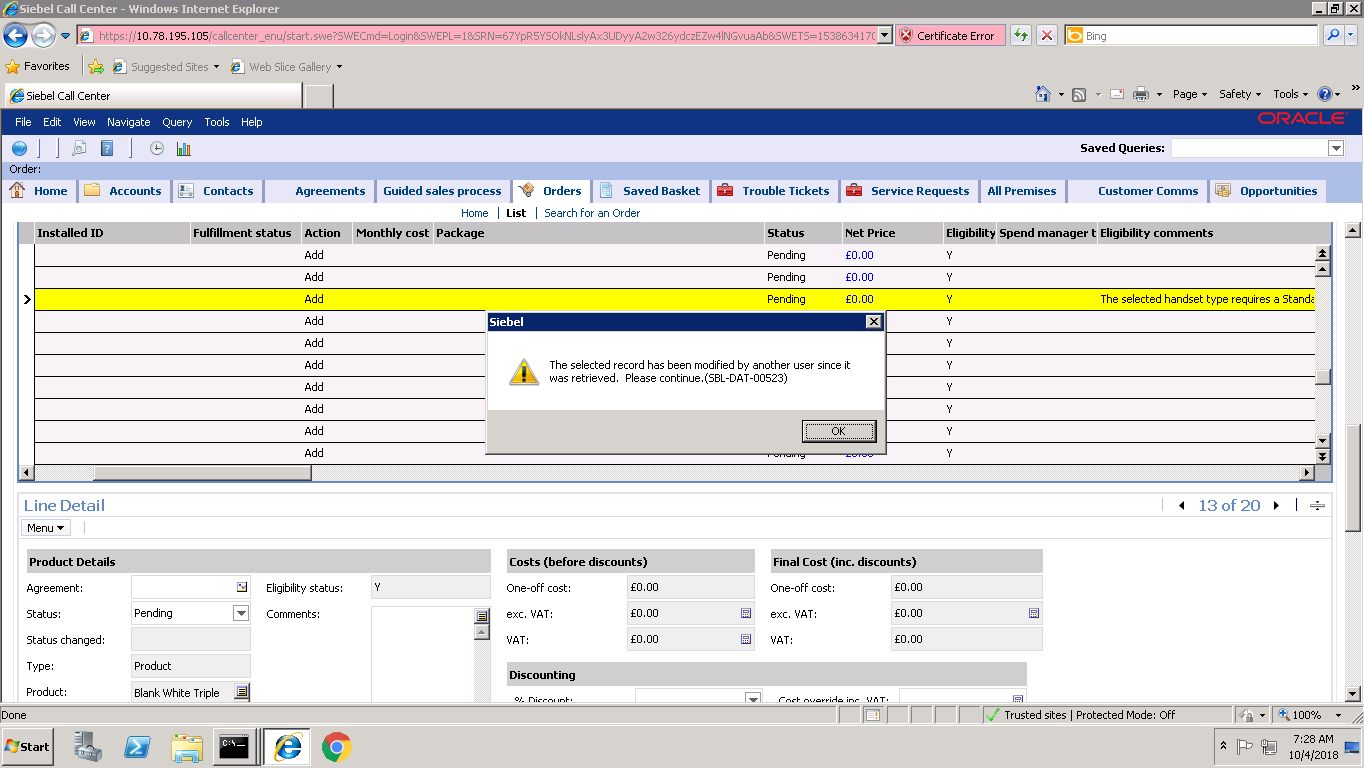 Siebel Call Center - Windows Internet Explorer
https://10.78.195.105/callcenter_enu/start.swe?SWECmd=Login&SWEPL=1&SRN=67YpR5YSOkNLslyAx3UDyyA2w326ydczEZw4lNGvuaAb&SWETS=1538634170
Certificate Error
Bing
Favorites
Suggested Sites
Web Slice Gallery
Siebel Call Center
Page
Safety
Tools
File Edit View Navigate Query Tools Help
ORACLE
Saved Queries:
Order:
Home Accounts Contacts Agreements Guided sales process Orders Saved Basket Trouble Tickets Service Requests All Premises Customer Comms Opportunities
Home | List | Search for an Order
Installed ID Fulfillment status Action Monthly cost Package Status Net Price Eligibility Spend manager t Eligibility comments
Add Pending £0.00 Y
Add Pending £0.00 Y
Add Pending £0.00 Y The selected handset type requires a Standa
Add Y
Add Y
Add Y
Add Y
Add Y
Add Y
Add Pending £0.00 Y
Siebel
The selected record has been modified by another user since it
was retrieved. Please continue.(SBL-DAT-00523)
OK
Line Detail
13 of 20
Menu
Product Details
Agreement:
Status: Pending
Status changed:
Type: Product
Product: Blank White Triple
Eligibility status: Y
Comments:
Costs (before discounts)
One-off cost: £0.00
exc. VAT: £0.00
VAT: £0.00
Final Cost (inc. discounts)
One-off cost: £0.00
exc. VAT: £0.00
VAT: £0.00
Discounting
% Discount:
Cost override inc. VAT:
Done
Trusted sites | Protected Mode: Off
100%
Start
C:\
7:28 AM
10/4/2018